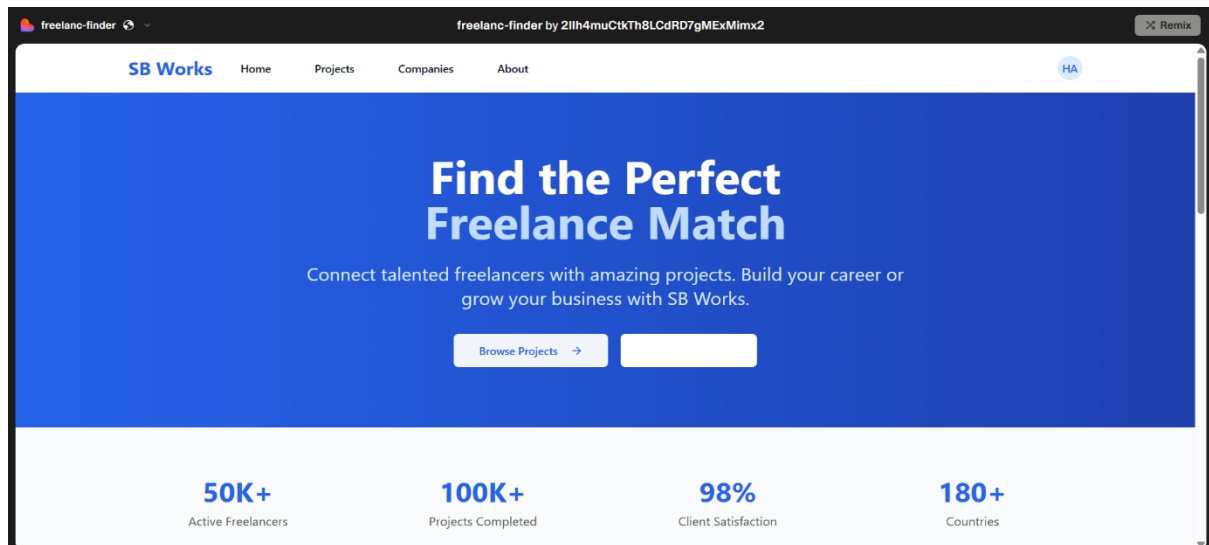 freelanc-finder
freelanc-finder by 2IIh4muCtkTh8LCdRD7gMExMimx2
Remix
SB Works Home Projects Companies About HA
Find the Perfect
Freelance Match
Connect talented freelancers with amazing projects. Build your career or
grow your business with SB Works.
Browse Projects →
50K+ 100K+ 98% 180+
Active Freelancers Projects Completed Client Satisfaction Countries